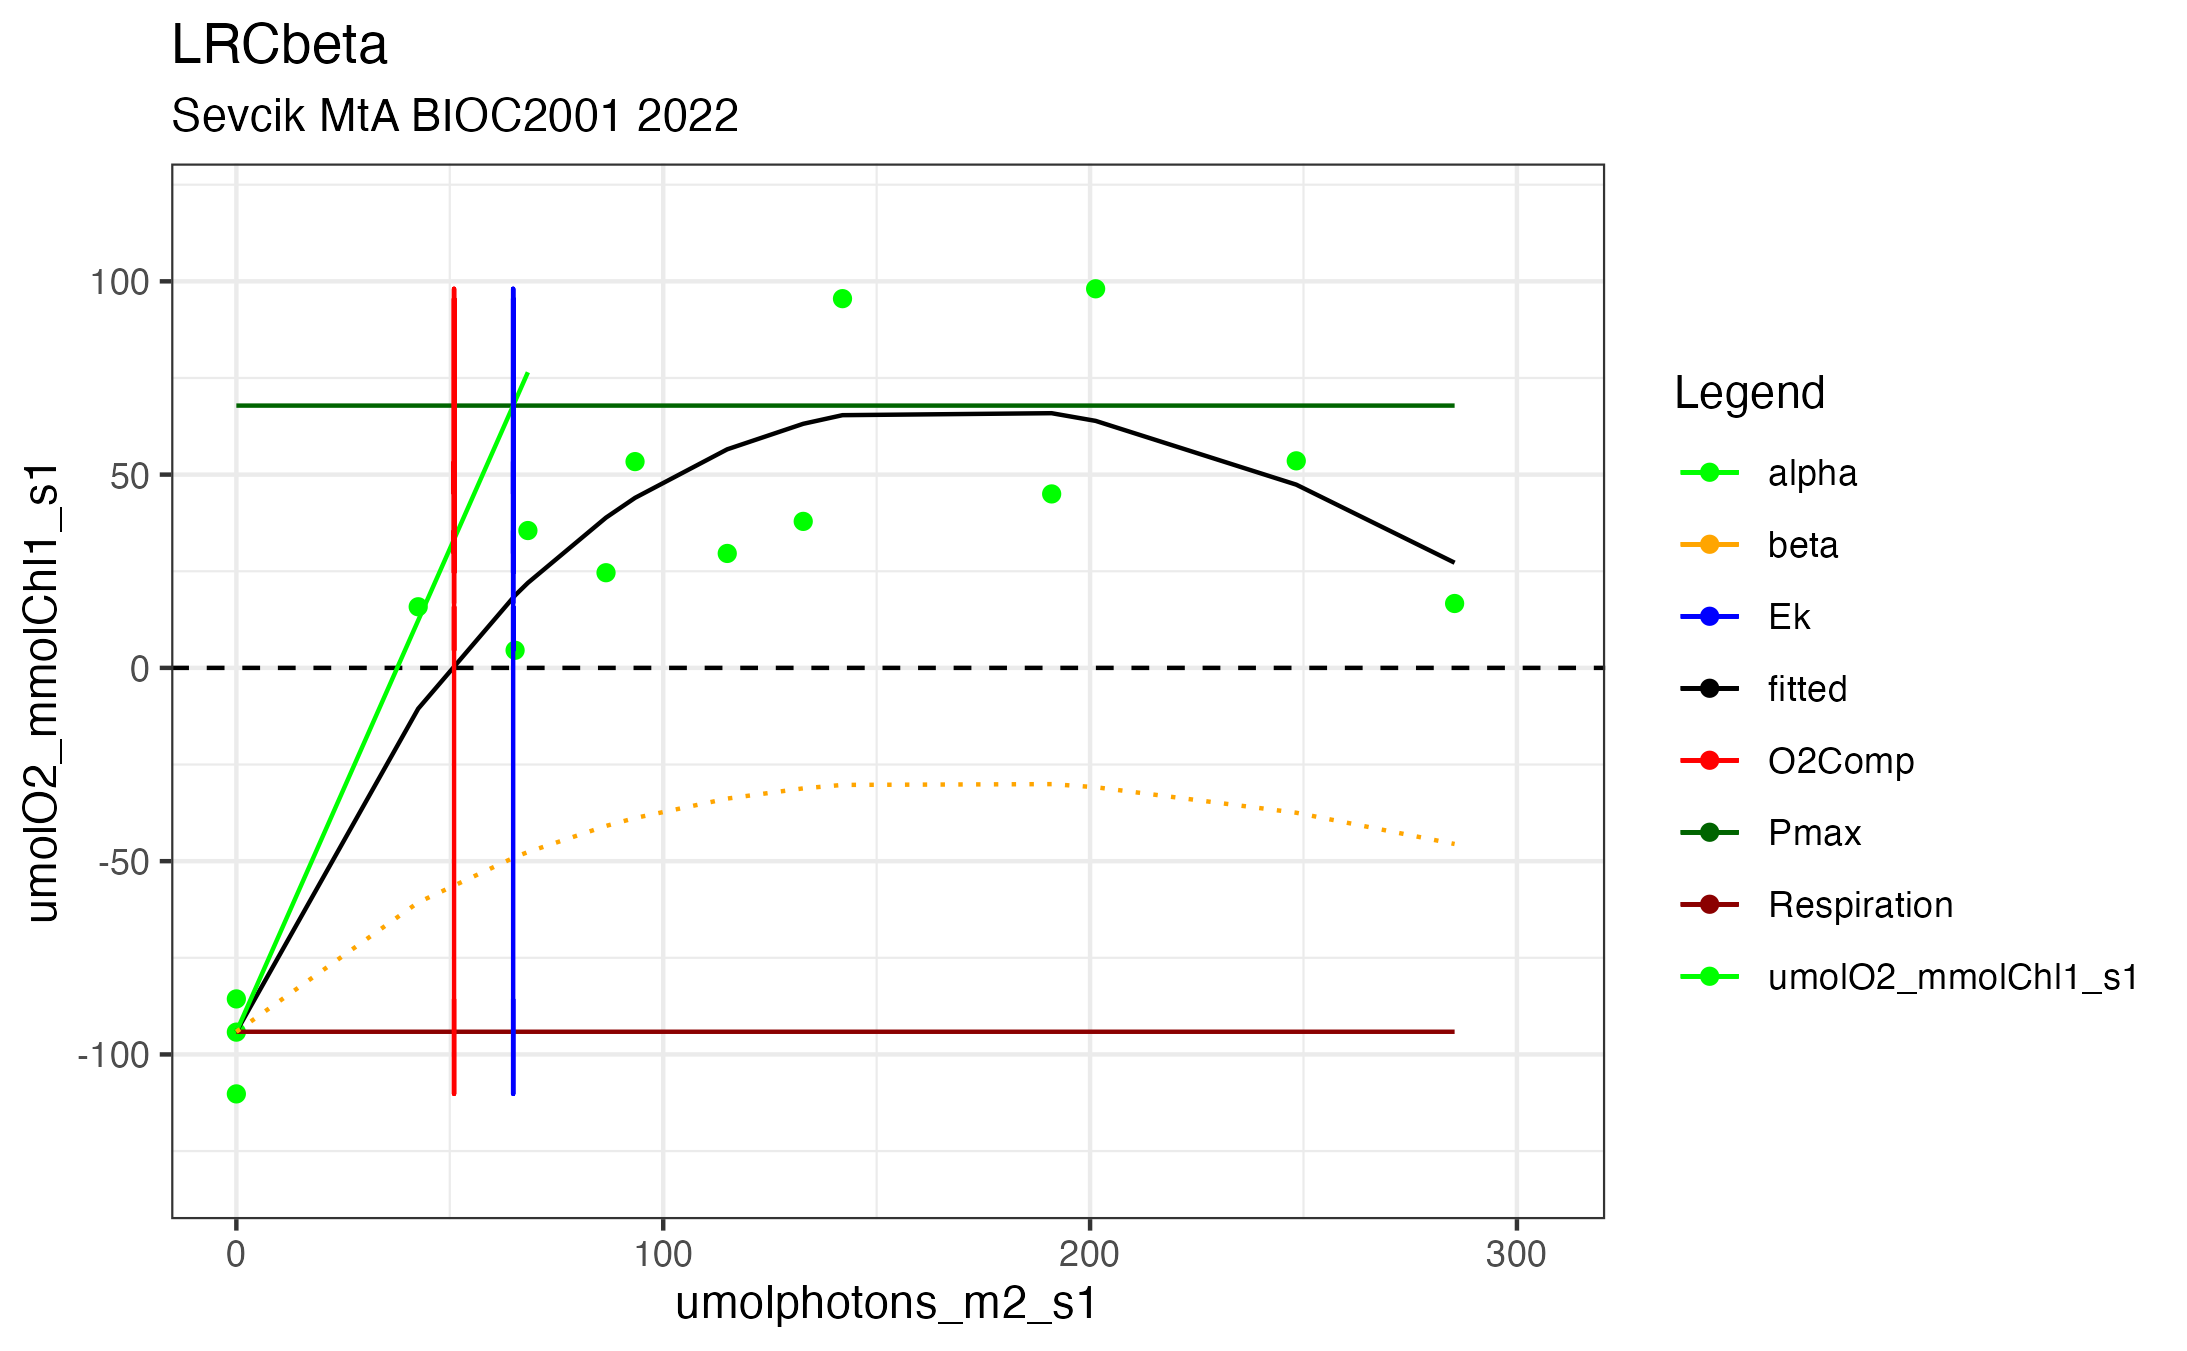 LRCbeta
Sevcik MtA BIOC2001 2022
umolO2_mmolChl1_s1
100
50
0
-50
-100
0
100
200
300
umolphotons_m2_s1
Legend
alpha
beta
Ek
fitted
O2Comp
Pmax
Respiration
umolO2_mmolChl1_s1